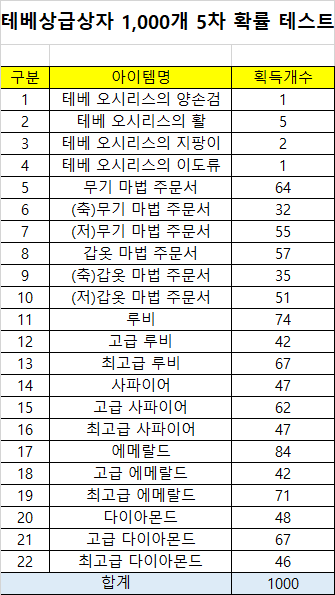 테베상급상자 1,000개 5차 확률 테스트
구분 아이템명 획득개수
1 테베 오시리스의 양손검 1
2 테베 오시리스의 활 5
3 테베 오시리스의 지팡이 2
4 테베 오시리스의 이도류 1
5 무기 마법 주문서 64
6 (축)무기 마법 주문서 32
7 (저)무기 마법 주문서 55
8 갑옷 마법 주문서 57
9 (축)갑옷 마법 주문서 35
10 (저)갑옷 마법 주문서 51
11 루비 74
12 고급 루비 42
13 최고급 루비 67
14 사파이어 47
15 고급 사파이어 62
16 최고급 사파이어 47
17 에메랄드 84
18 고급 에메랄드 42
19 최고급 에메랄드 71
20 다이아몬드 48
21 고급 다이아몬드 67
22 최고급 다이아몬드 46
합계 1000